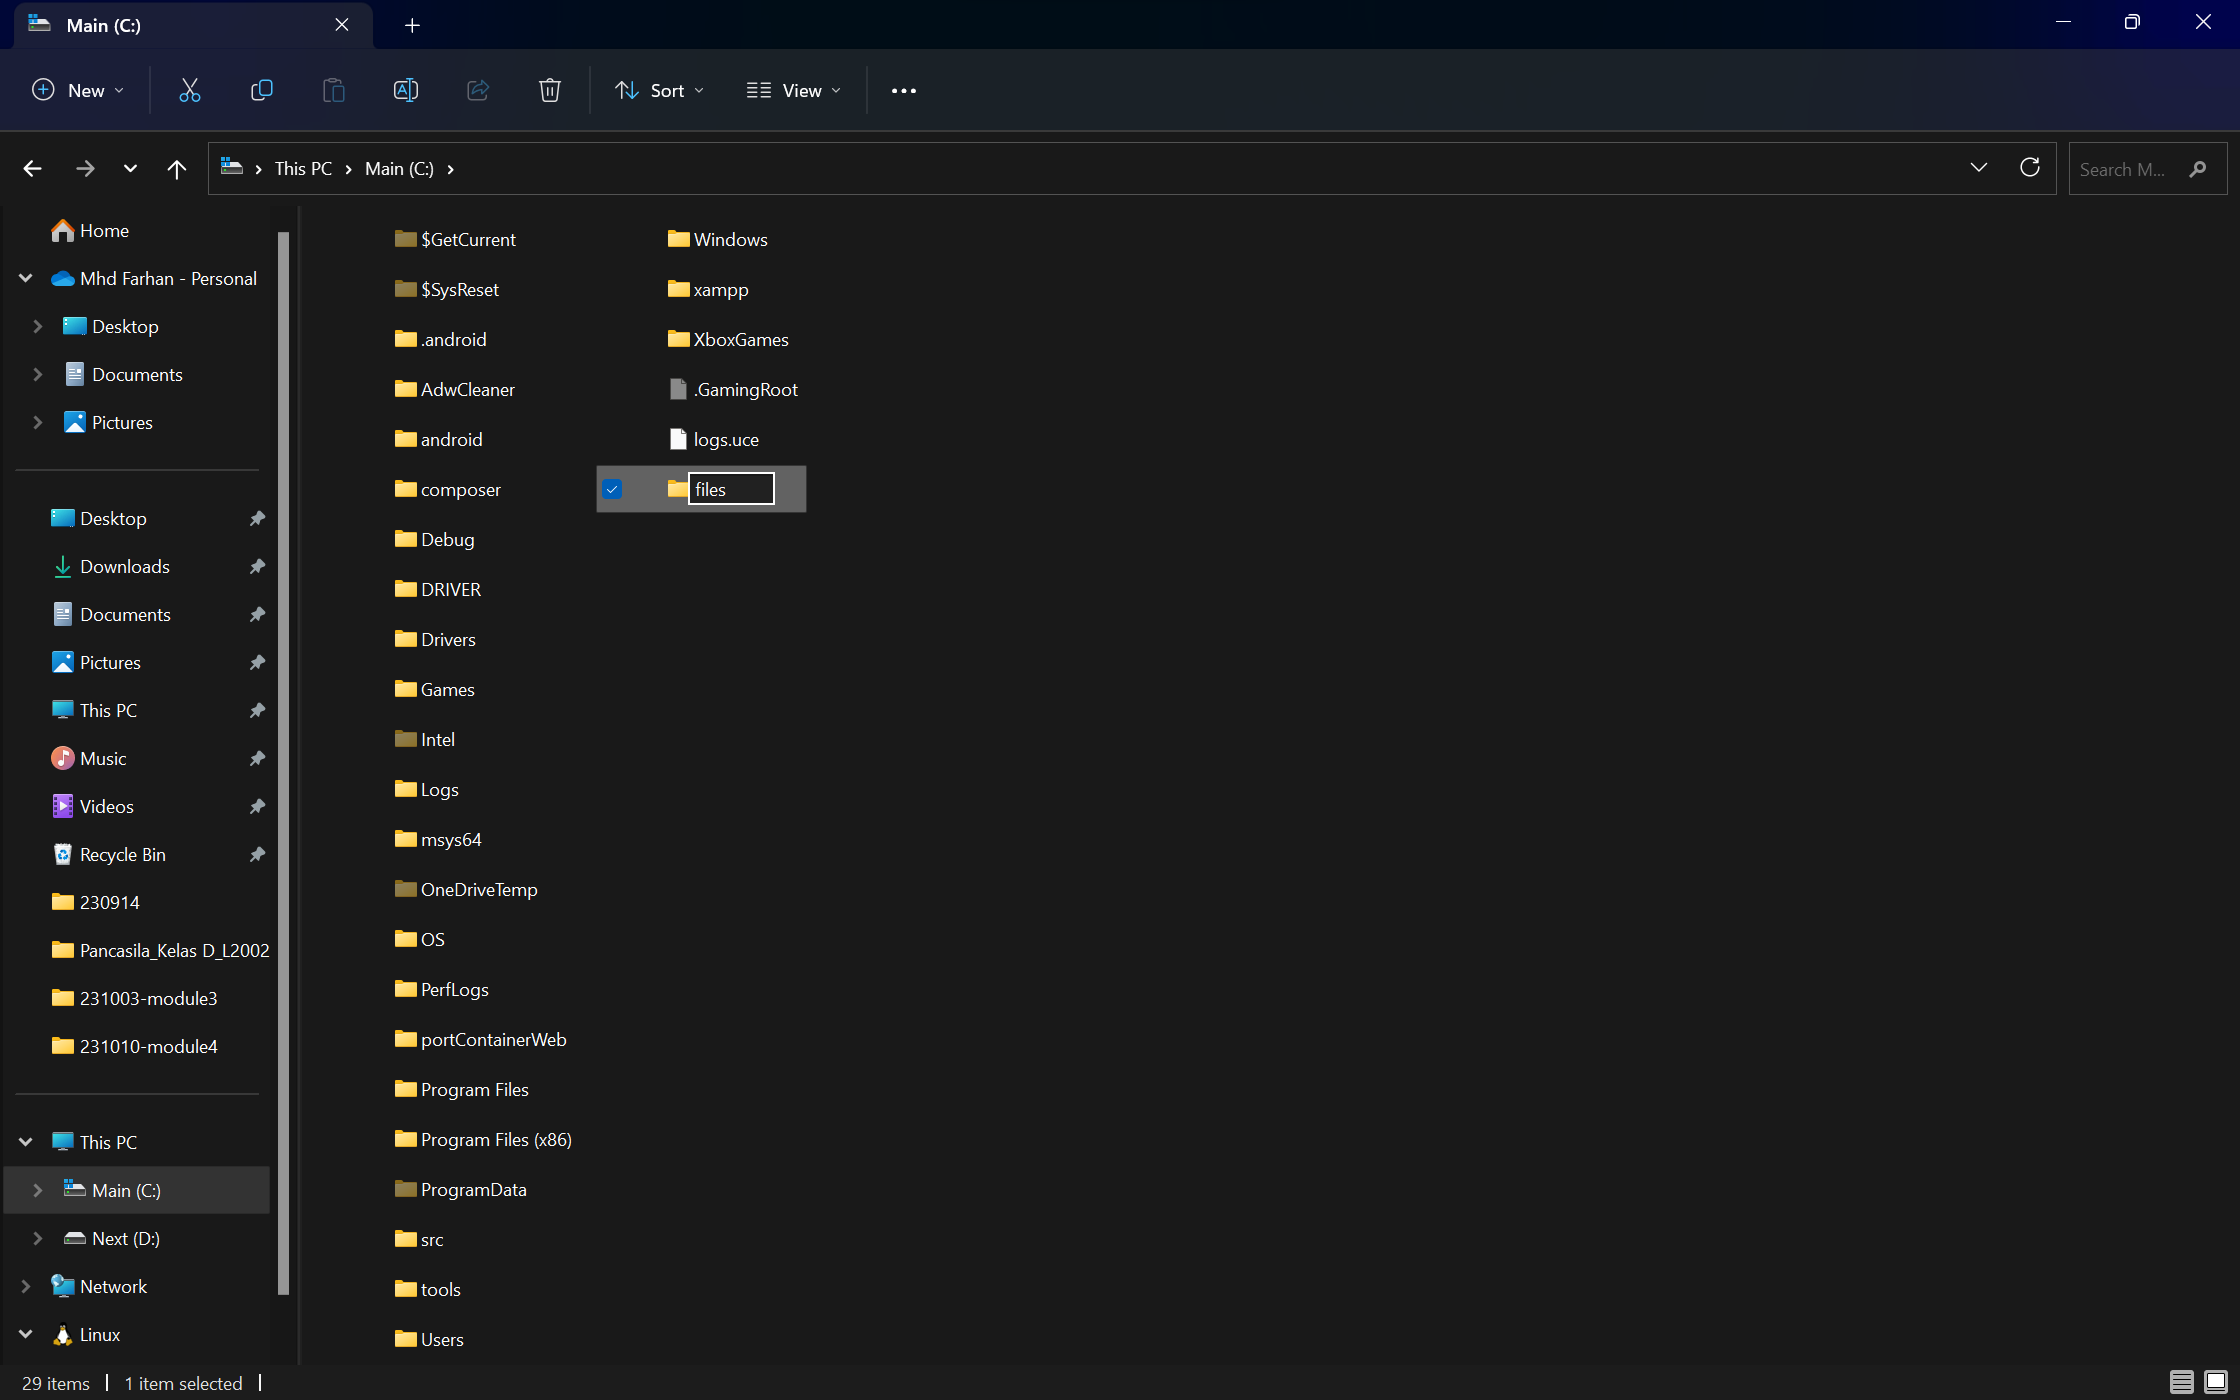 Main (C:)
New
Sort
View
This PC
Main (C:)
Search M...
Home
Mhd Farhan - Personal
Desktop
Documents
Pictures
Desktop
Downloads
Documents
Pictures
This PC
Music
Videos
Recycle Bin
230914
Pancasila_Kelas D_L2002
231003-module3
231010-module4
This PC
Main (C:)
Next (D:)
Network
Linux
$GetCurrent
$SysReset
.android
AdwCleaner
android
composer
Debug
DRIVER
Drivers
Games
Intel
Logs
msys64
OneDriveTemp
OS
PerfLogs
portContainerWeb
Program Files
Program Files (x86)
ProgramData
src
tools
Users
Windows
xampp
XboxGames
.GamingRoot
logs.uce
files
29 items
1 item selected